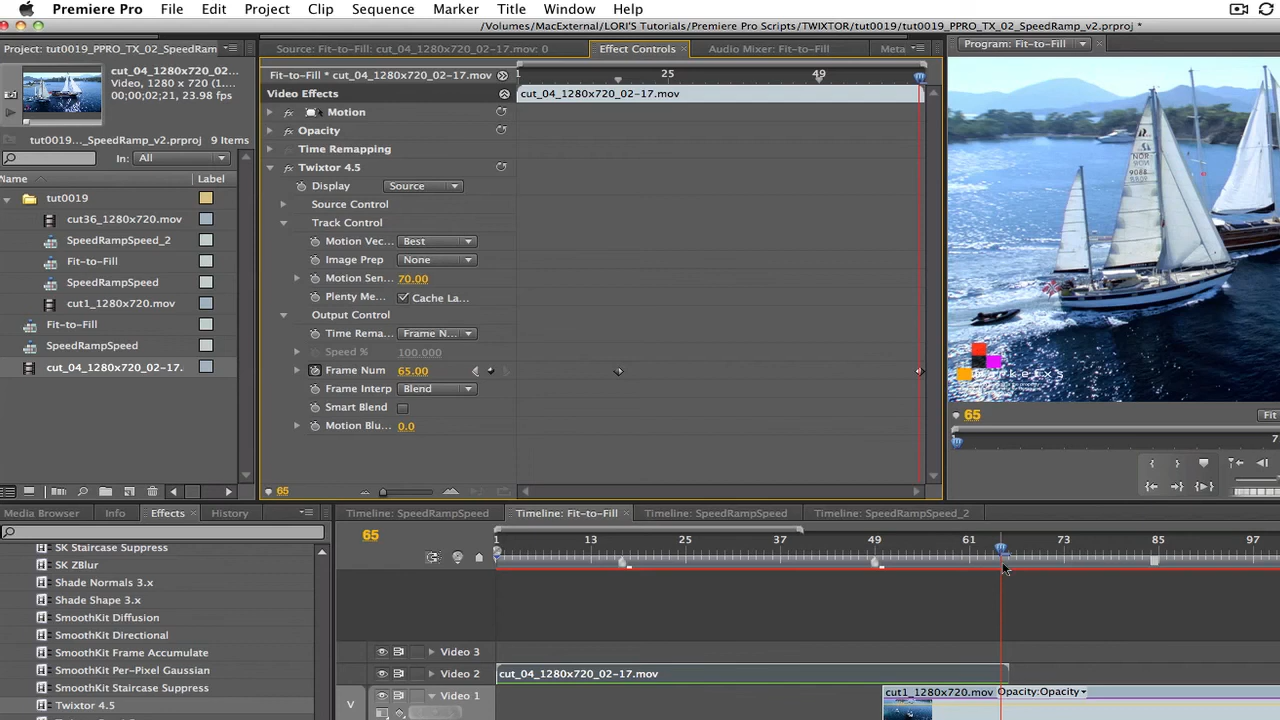 Premiere Pro File Edit Project Clip Sequence Marker Title Window Help
/Volumes/MacExternal/LORI'S Tutorials/Premiere Pro Scripts/TWIXTOR/tut0019/tut0019_PPRO_TX_02_SpeedRamp_v2.prproj *
Project: tut0019_PPRO_TX_02_SpeedRam
cut_04_1280x720_02-...
Video, 1280 x 720 (1....
00;00;02;21, 23.98 fps
tut0019..._SpeedRamp_v2.prproj 9 Items
In: All
Name Label
tut0019
cut36_1280x720.mov
SpeedRampSpeed_2
Fit-to-Fill
SpeedRampSpeed
cut1_1280x720.mov
Fit-to-Fill
SpeedRampSpeed
cut_04_1280x720_02-17.
Source: Fit-to-Fill: cut_04_1280x720_02-17.mov: 0 Effect Controls Audio Mixer: Fit-to-Fill Meta
Fit-to-Fill * cut_04_1280x720_02-17.mov
1 25 49
Video Effects
cut_04_1280x720_02-17.mov
fx Motion
fx Opacity
Time Remapping
fx Twixtor 4.5
Display Source
Source Control
Track Control
Motion Vec... Best
Image Prep None
Motion Sen... 70.00
Plenty Me... Cache La...
Output Control
Time Rema... Frame N...
Speed % 100.000
Frame Num 65.00
Frame Interp Blend
Smart Blend
Motion Blu... 0.0
65
Program: Fit-to-Fill
NOR
9084
65 Fit
7
Media Browser Info Effects History
SK Staircase Suppress
SK ZBlur
Shade Normals 3.x
Shade Shape 3.x
SmoothKit Diffusion
SmoothKit Directional
SmoothKit Frame Accumulate
SmoothKit Per-Pixel Gaussian
SmoothKit Staircase Suppress
Twixtor 4.5
Timeline: SpeedRampSpeed Timeline: Fit-to-Fill Timeline: SpeedRampSpeed Timeline: SpeedRampSpeed_2
65
1 13 25 37 49 61 73 85 97
Video 3
Video 2
cut_04_1280x720_02-17.mov
V
Video 1
cut1_1280x720.mov Opacity:Opacity